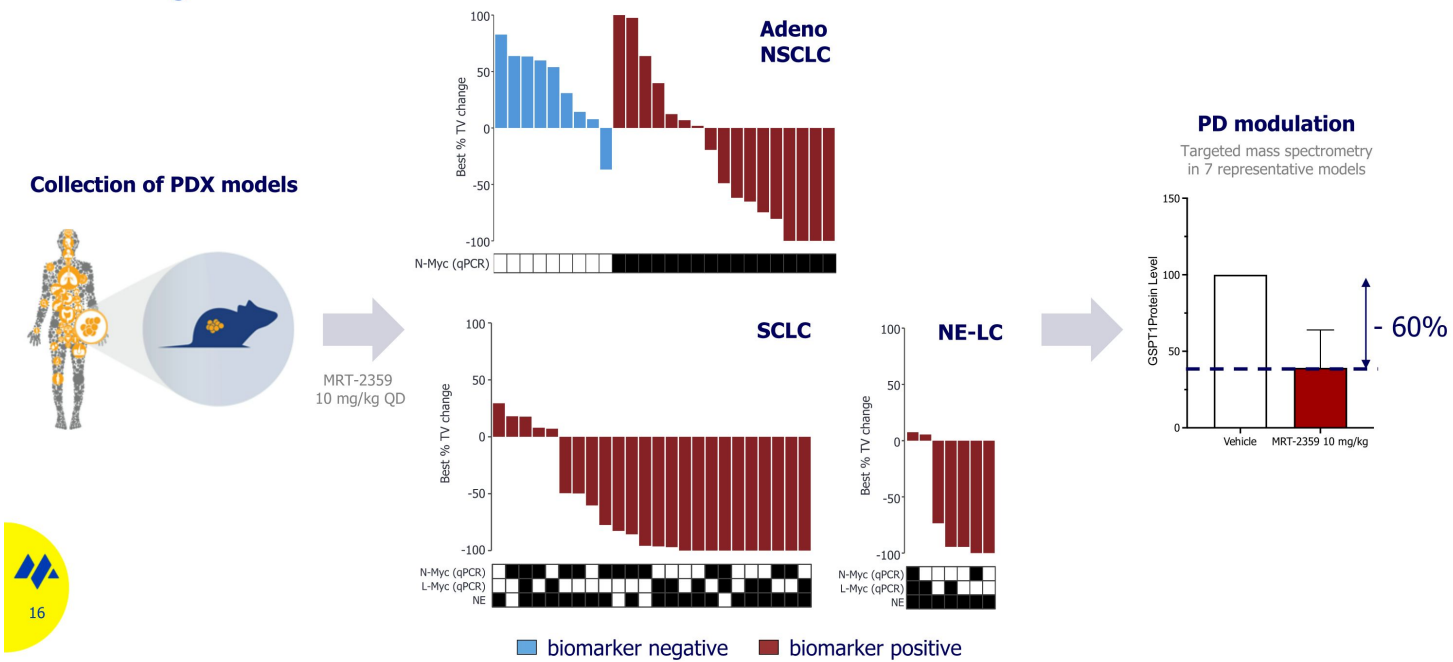 Collection of PDX models
MRT-2359
10 mg/kg QD
Adeno
NSCLC
Best % TV change
100
50
0
-50
-100
N-Myc (qPCR)
SCLC
Best % TV change
100
50
0
-50
-100
N-Myc (qPCR)
L-Myc (qPCR)
NE
NE-LC
Best % TV change
100
50
0
-50
-100
N-Myc (qPCR)
L-Myc (qPCR)
NE
biomarker negative
biomarker positive
PD modulation
Targeted mass spectrometry
in 7 representative models
GSPT1Protein Level
150
100
50
0
Vehicle
MRT-2359 10 mg/kg
- 60%
16